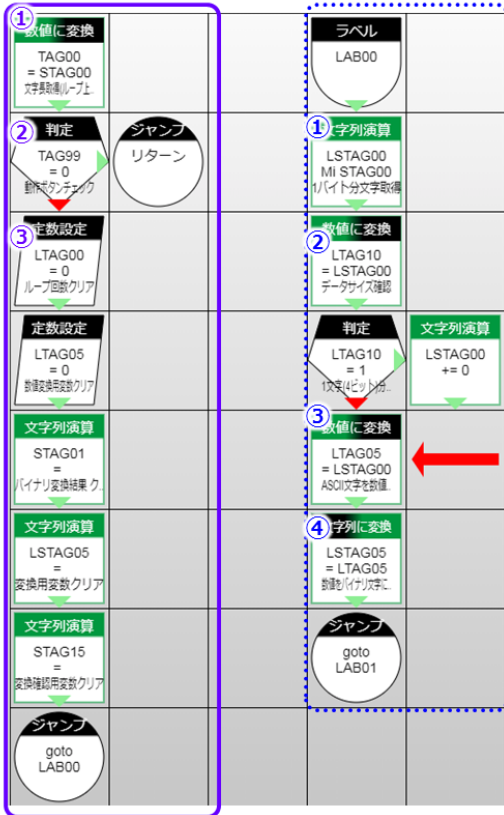 ①
数値に変換
TAG00
= STAG00
文字長取得(ループ上..
②
判定
TAG99
= 0
動作ボタンチェック
ジャンプ
リターン
③
定数設定
LTAG00
= 0
ループ回数クリア
定数設定
LTAG05
= 0
数値変換用変数クリア
文字列演算
STAG01
=
バイナリ変換結果 ク..
文字列演算
LSTAG05
=
変換用変数クリア
文字列演算
STAG15
=
変換確認用変数クリア
ジャンプ
goto
LAB00
ラベル
LAB00
①
文字列演算
LSTAG00
Mi STAG00
1バイト分文字取得
②
数値に変換
LTAG10
= LSTAG00
データサイズ確認
判定
LTAG10
= 1
1文字(4ビット)分..
文字列演算
LSTAG00
+= 0
③
数値に変換
LTAG05
= LSTAG00
ASCII文字を数値..
④
文字列に変換
LSTAG05
= LTAG05
数値をバイナリ文字に..
ジャンプ
goto
LAB01